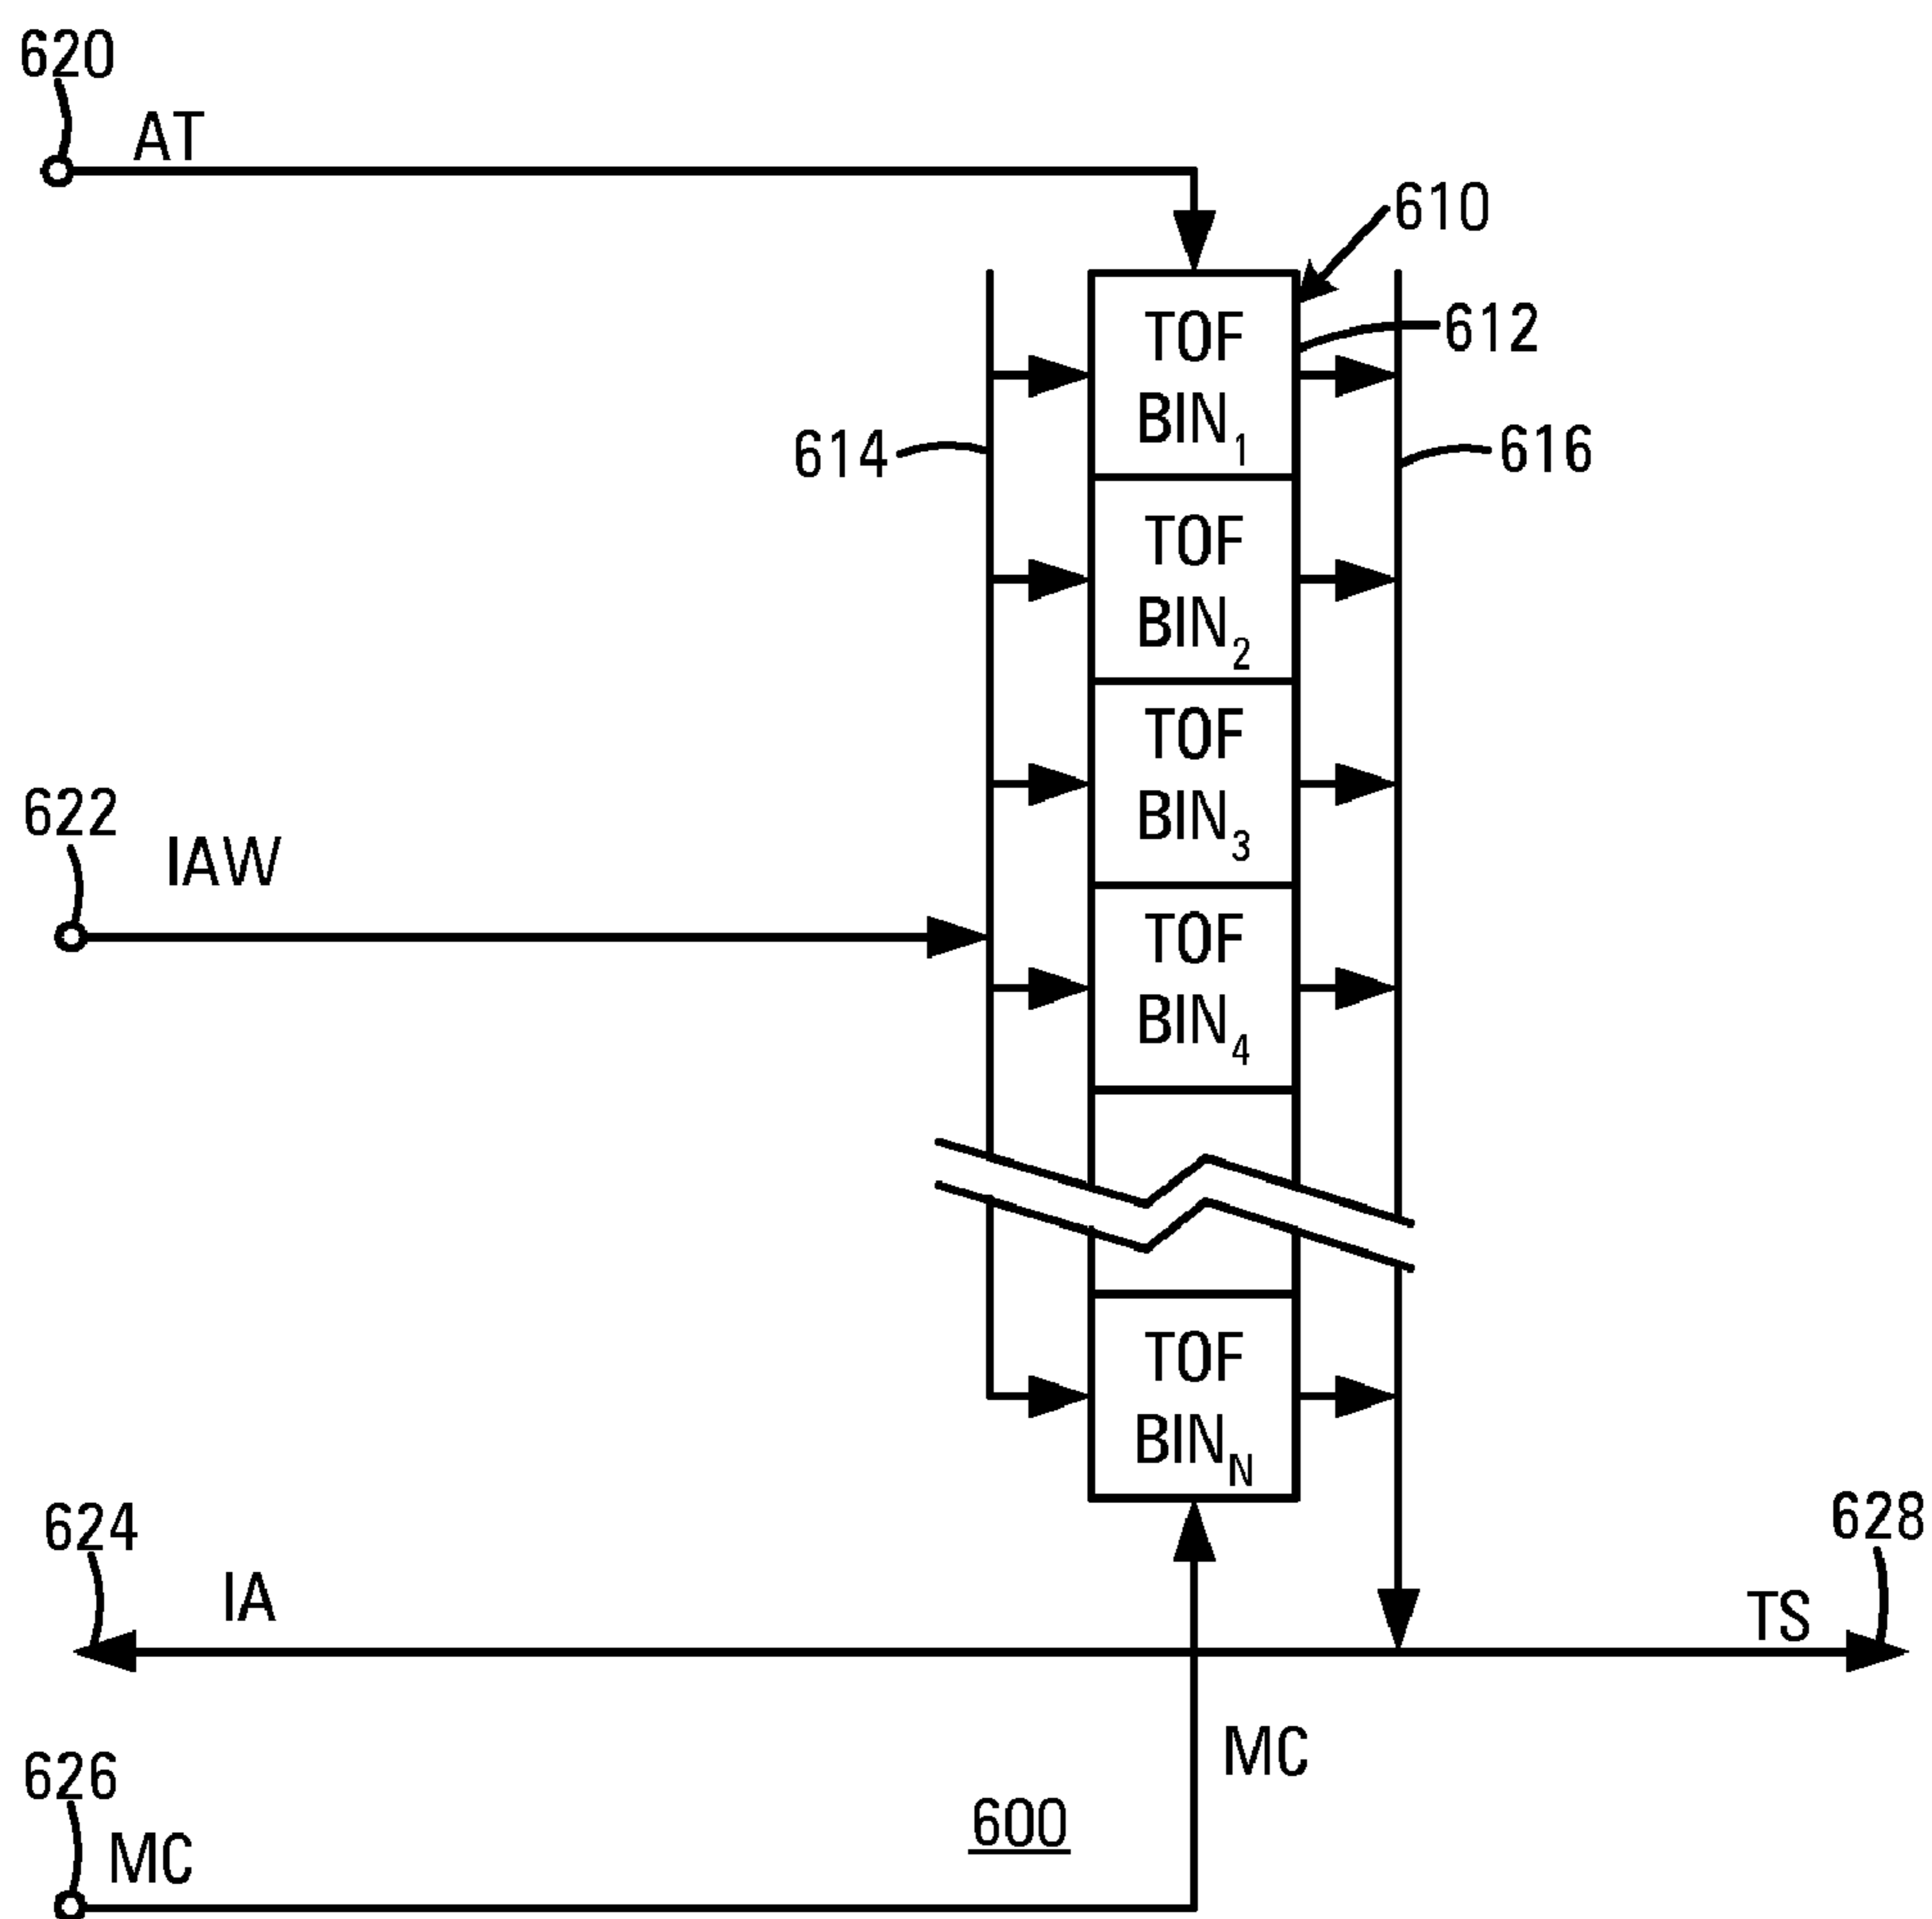 620
AT
610
TOF
BIN1
612
614
616
TOF
BIN2
TOF
BIN3
622
IAW
TOF
BIN4
TOF
BINN
624
IA
628
TS
MC
626
MC
600